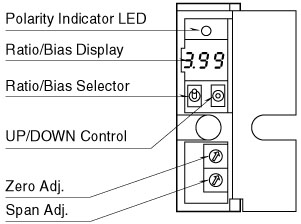 Polarity Indicator LED
Ratio/Bias Display
3.99
Ratio/Bias Selector
UP/DOWN Control
Zero Adj.
Span Adj.